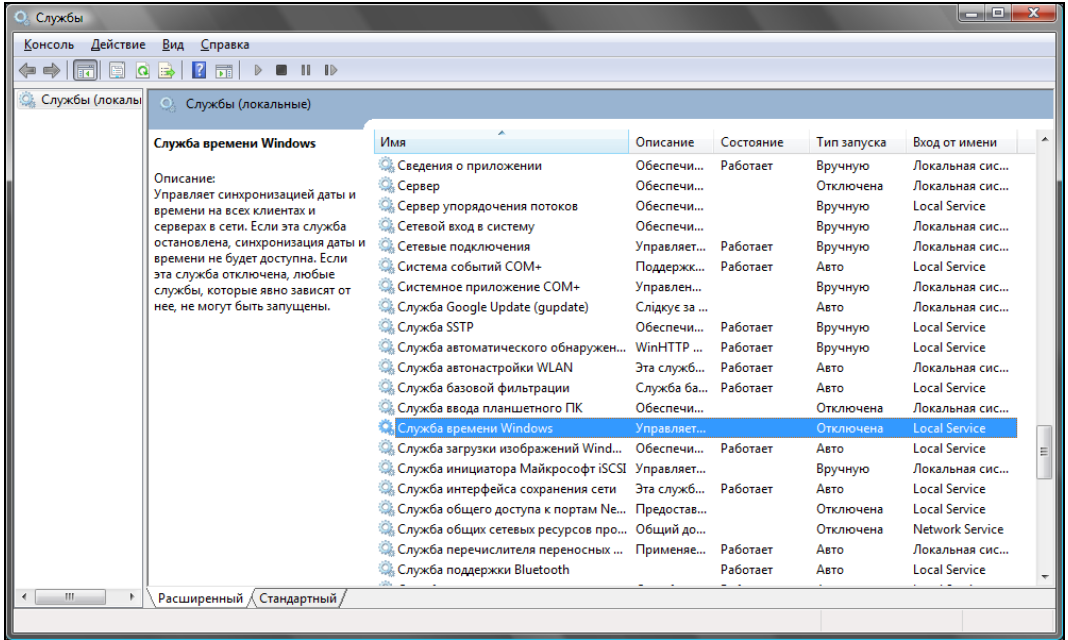 Службы
Консоль Действие Вид Справка
Службы (локалы
Службы (локальные)
Служба времени Windows
Описание:
Управляет синхронизацией даты и
времени на всех клиентах и
серверах в сети. Если эта служба
остановлена, синхронизация даты и
времени не будет доступна. Если
эта служба отключена, любые
службы, которые явно зависят от
нее, не могут быть запущены.
Имя Описание Состояние Тип запуска Вход от имени
Сведения о приложении Обеспечи... Работает Вручную Локальная сис...
Сервер Обеспечи... Отключена Локальная сис...
Сервер упорядочения потоков Обеспечи... Вручную Local Service
Сетевой вход в систему Обеспечи... Вручную Локальная сис...
Сетевые подключения Управляет... Работает Вручную Локальная сис...
Система событий COM+ Поддержк... Работает Авто Local Service
Системное приложение COM+ Управлен... Вручную Локальная сис...
Служба Google Update (gupdate) Слідкує за ... Авто Локальная сис...
Служба SSTP Обеспечи... Работает Вручную Local Service
Служба автоматического обнаружен... WinHTTP ... Работает Вручную Local Service
Служба автонастройки WLAN Эта служб... Работает Авто Локальная сис...
Служба базовой фильтрации Служба ба... Работает Авто Local Service
Служба ввода планшетного ПК Обеспечи... Отключена Локальная сис...
Служба времени Windows Управляет... Отключена Local Service
Служба загрузки изображений Wind... Обеспечи... Работает Авто Local Service
Служба инициатора Майкрософт iSCSI Управляет... Вручную Локальная сис...
Служба интерфейса сохранения сети Эта служб... Работает Авто Local Service
Служба общего доступа к портам Ne... Предостав... Отключена Local Service
Служба общих сетевых ресурсов про... Общий до... Отключена Network Service
Служба перечислителя переносных ... Применяе... Работает Авто Локальная сис...
Служба поддержки Bluetooth Работает Авто Local Service
Расширенный Стандартный